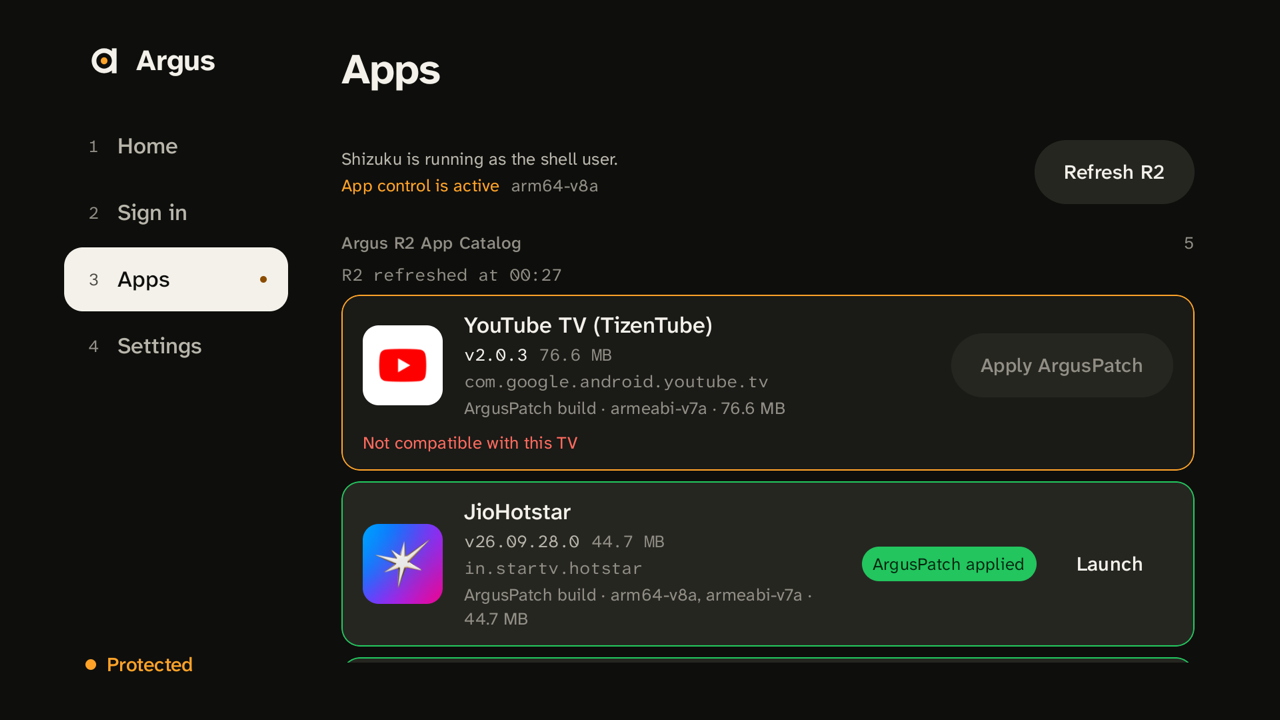 Argus
Apps
1 Home
2 Sign in
3 Apps
4 Settings
Protected
Shizuku is running as the shell user.
App control is active arm64-v8a
Refresh R2
Argus R2 App Catalog 5
R2 refreshed at 00:27
YouTube TV (TizenTube)
v2.0.3 76.6 MB
com.google.android.youtube.tv
ArgusPatch build · armeabi-v7a · 76.6 MB
Apply ArgusPatch
Not compatible with this TV
JioHotstar
v26.09.28.0 44.7 MB
in.startv.hotstar
ArgusPatch build · arm64-v8a, armeabi-v7a ·
44.7 MB
ArgusPatch applied
Launch